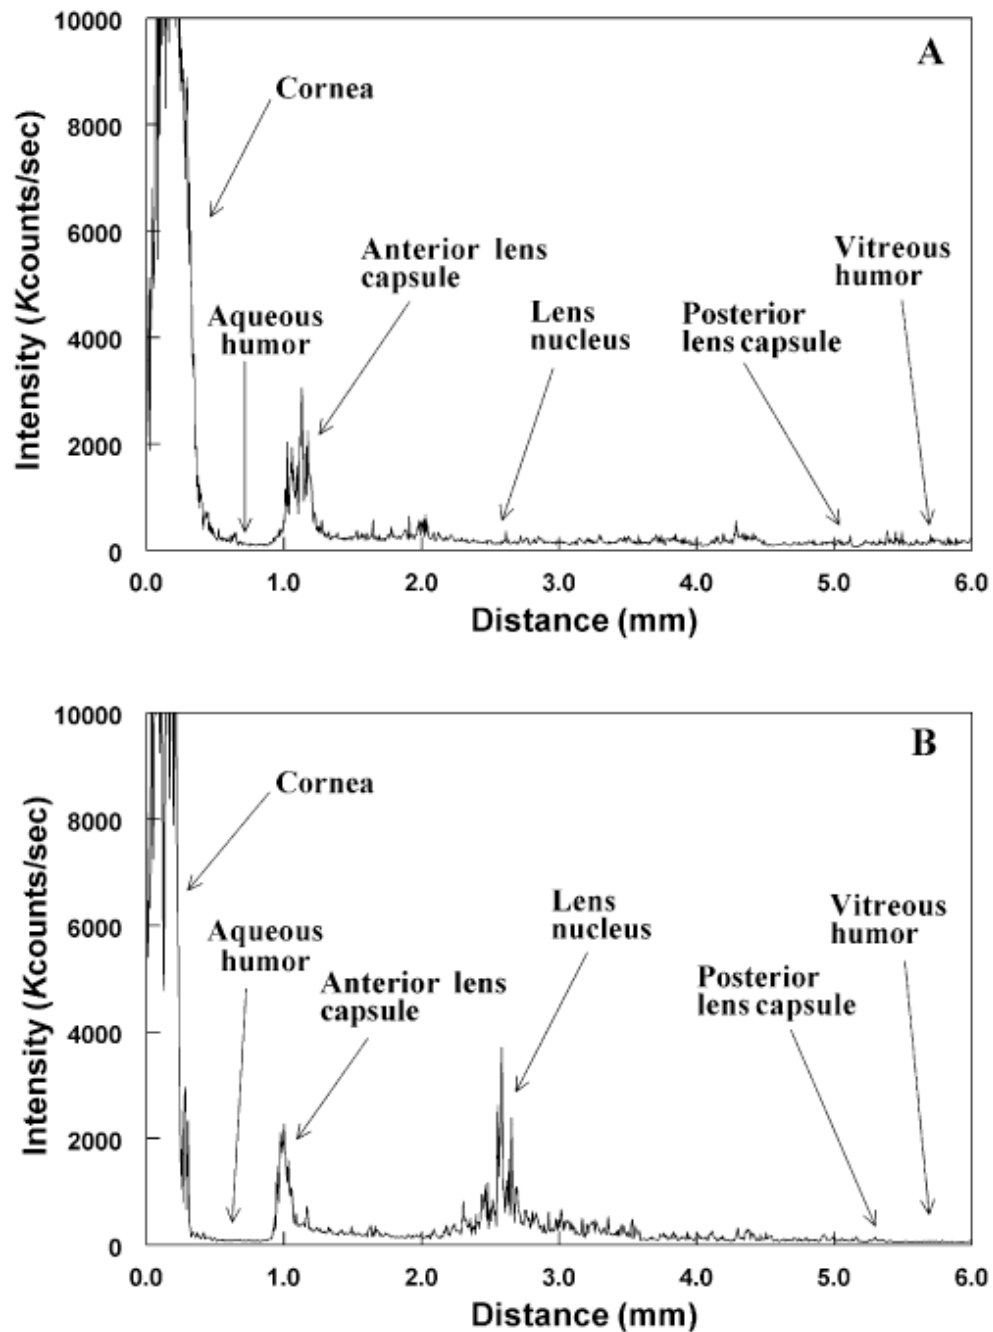 A
Intensity (Kcounts/sec)
10000
8000
6000
4000
2000
0
Cornea
Aqueous
humor
Anterior lens
capsule
Lens
nucleus
Posterior
lens capsule
Vitreous
humor
0.0 1.0 2.0 3.0 4.0 5.0 6.0
Distance (mm)
B
Intensity (Kcounts/sec)
10000
8000
6000
4000
2000
0
Cornea
Aqueous
humor
Anterior lens
capsule
Lens
nucleus
Posterior
lens capsule
Vitreous
humor
0.0 1.0 2.0 3.0 4.0 5.0 6.0
Distance (mm)